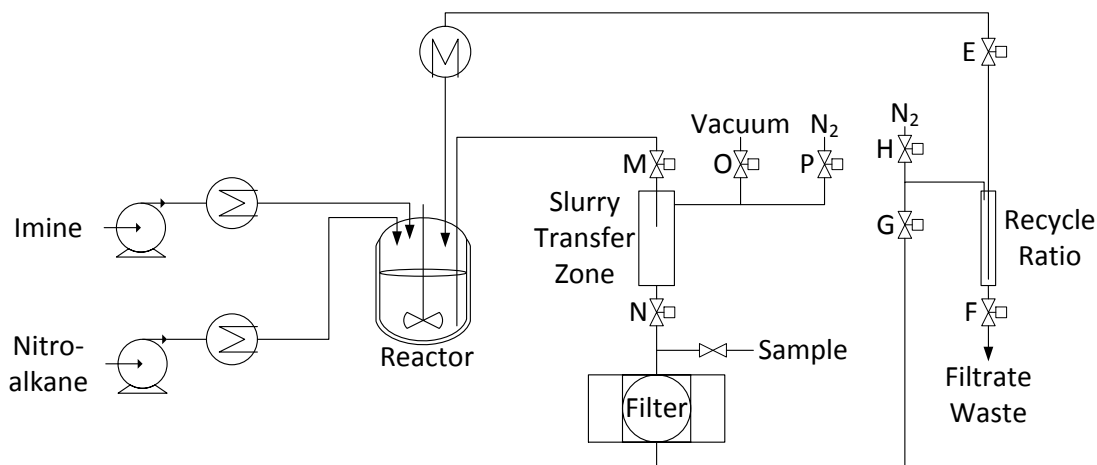 E
N₂
Vacuum
N₂
H
M
O
P
Slurry
Transfer
Zone
Imine
G
Recycle
Ratio
N
F
Reactor
Nitro-
alkane
Sample
Filtrate
Waste
Filter